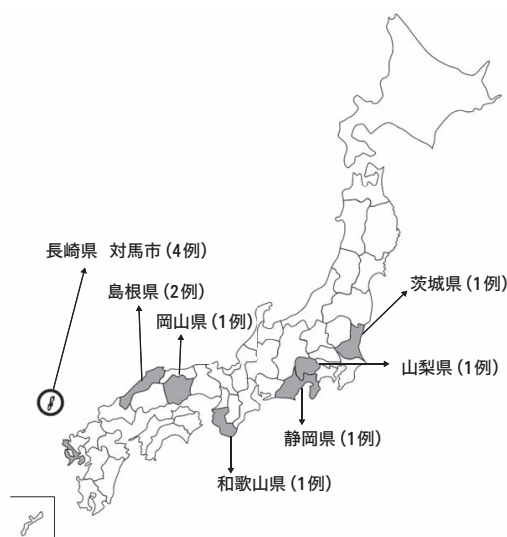 長崎県 対馬市（4例）
島根県（2例）
岡山県（1例）
茨城県（1例）
山梨県（1例）
静岡県（1例）
和歌山県（1例）